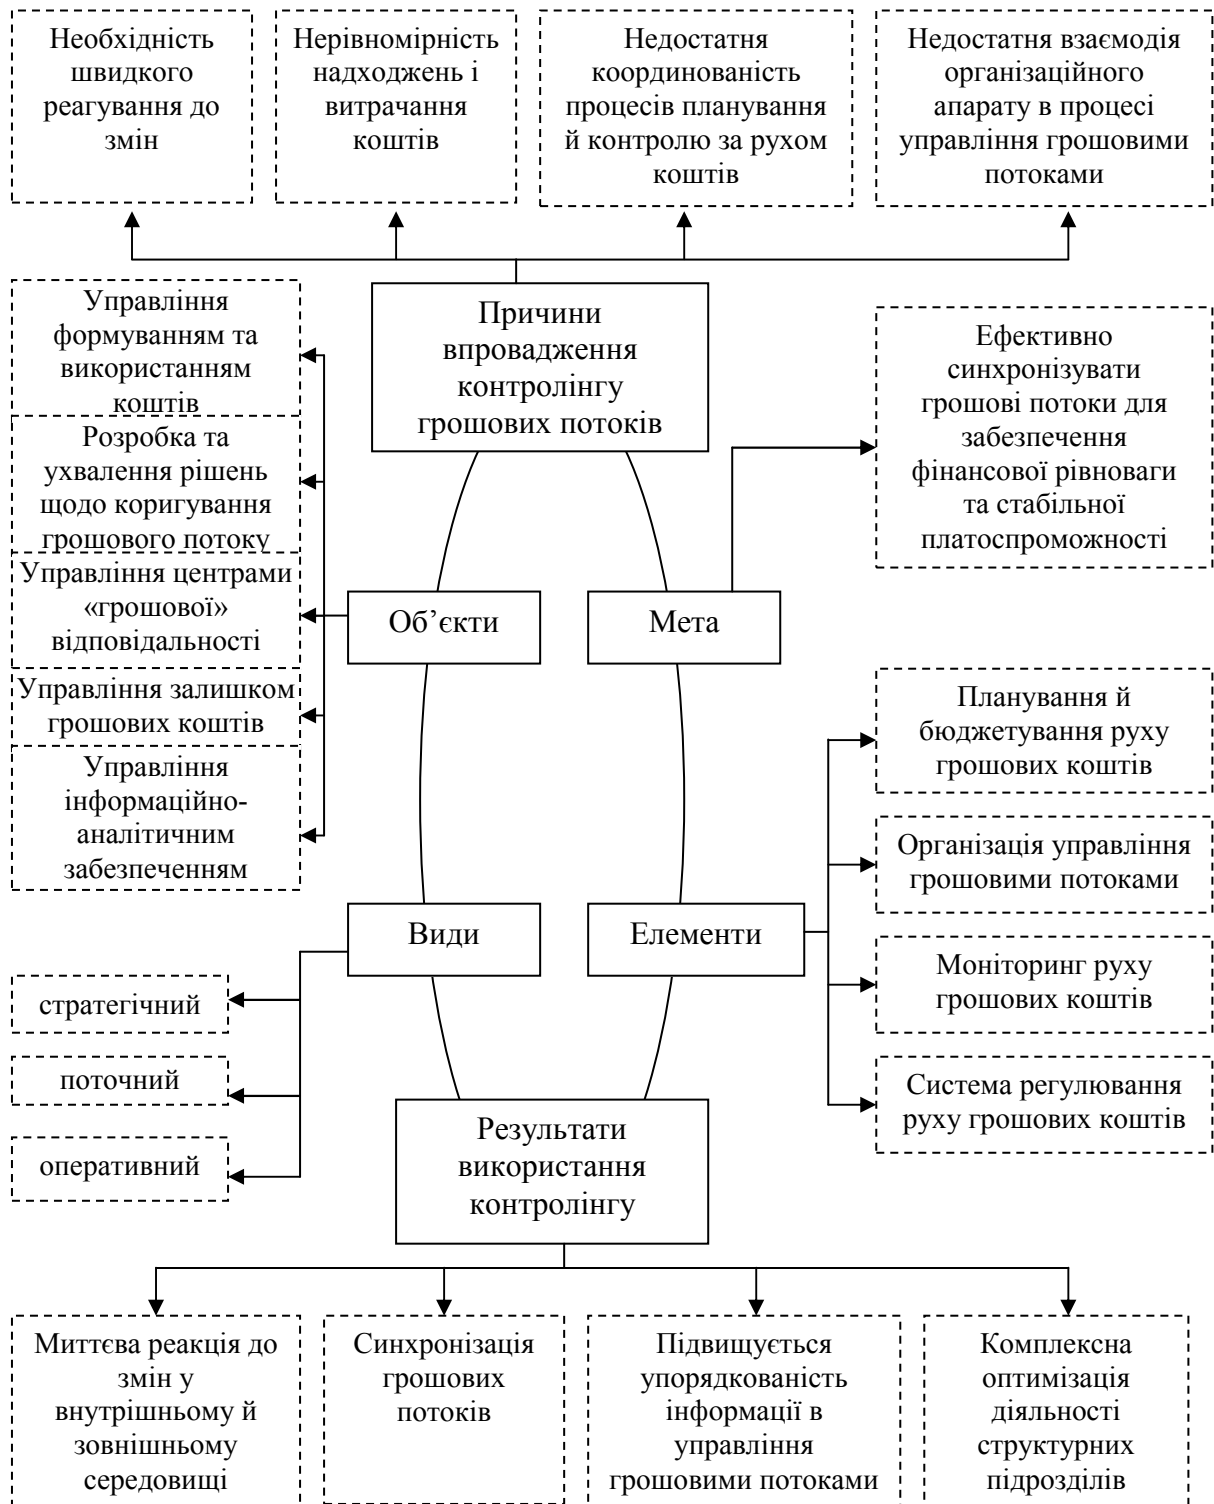 Необхідність
швидкого
реагування до
змін
Нерівномірність
надходжень і
витрачання
коштів
Недостатня
координованість
процесів планування
й контролю за рухом
коштів
Недостатня взаємодія
організаційного
апарату в процесі
управління грошовими
потоками
Причини
впровадження
контролінгу
грошових потоків
Управління
формуванням та
використанням
коштів
Розробка та
ухвалення рішень
щодо коригування
грошового потоку
Управління центрами
«грошової»
відповідальності
Управління залишком
грошових коштів
Управління
інформаційно-
аналітичним
забезпеченням
Ефективно
синхронізувати
грошові потоки для
забезпечення
фінансової рівноваги
та стабільної
платоспроможності
Об’єкти
Мета
Планування й
бюджетування руху
грошових коштів
Організація управління
грошовими потоками
Моніторинг руху
грошових коштів
Система регулювання
руху грошових коштів
Види
Елементи
стратегічний
поточний
оперативний
Результати
використання
контролінгу
Миттєва реакція до
змін у
внутрішньому й
зовнішньому
середовищі
Синхронізація
грошових
потоків
Підвищується
упорядкованість
інформації в
управління
грошовими потоками
Комплексна
оптимізація
діяльності
структурних
підрозділів